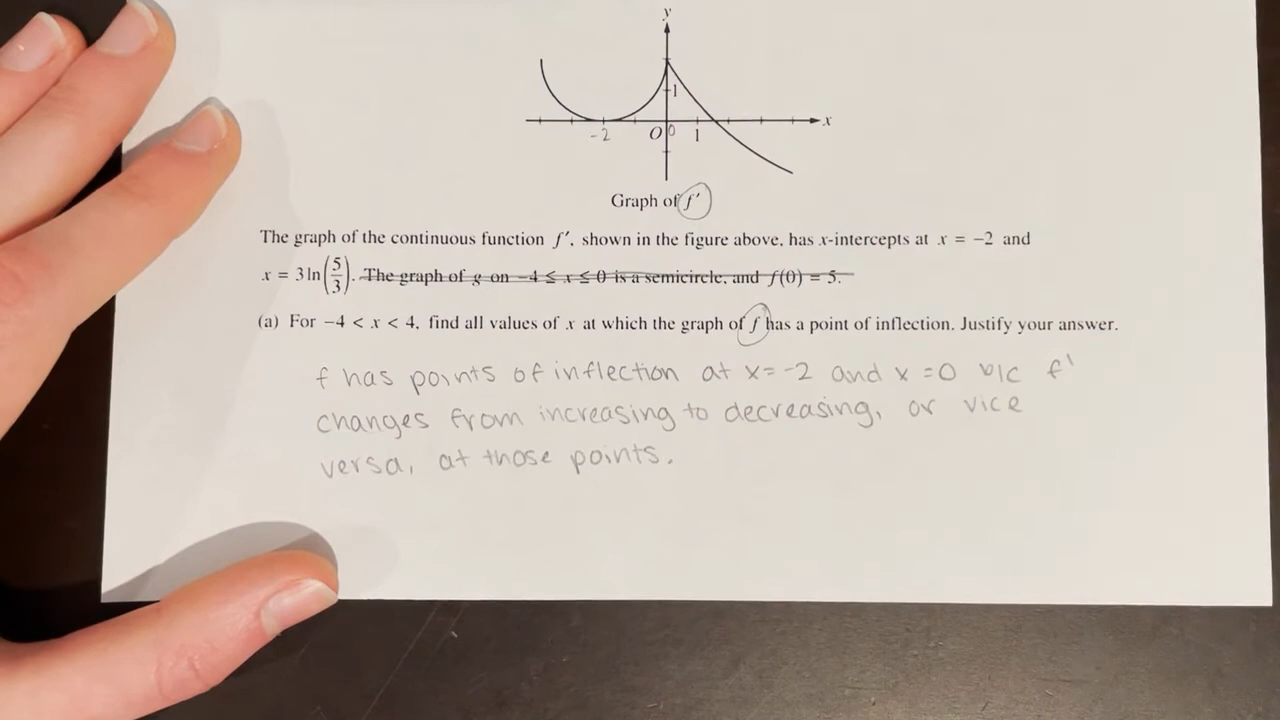 y
1
x
-2
O
0
1
Graph of f'
The graph of the continuous function f', shown in the figure above, has x-intercepts at x = −2 and
x = 3 ln(5/3). The graph of g on −4 ≤ x ≤ 0 is a semicircle, and f(0) = 5.
(a) For −4 < x < 4, find all values of x at which the graph of f has a point of inflection. Justify your answer.
f has points of inflection at x=-2 and x=0 b/c f'
changes from increasing to decreasing, or vice
versa, at those points.